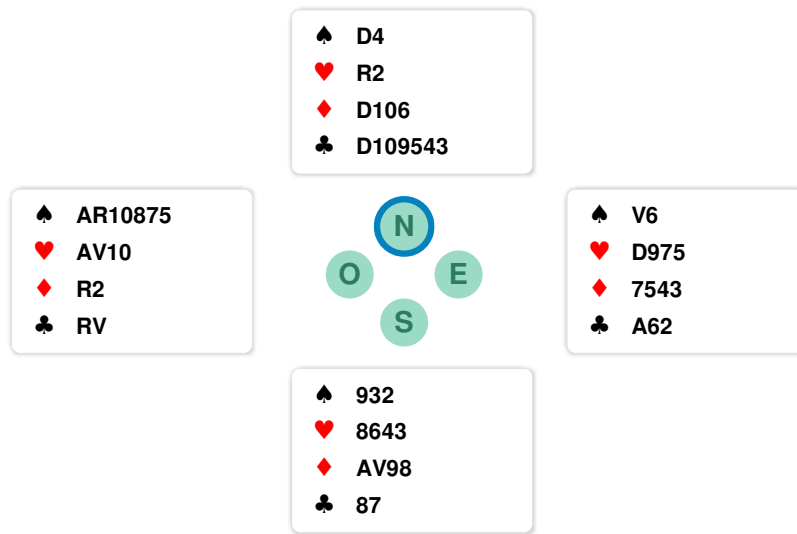 ♠ D4
♥ R2
♦ D106
♣ D109543
♠ AR10875
♥ AV10
♦ R2
♣ RV
N
O E
S
♠ V6
♥ D975
♦ 7543
♣ A62
♠ 932
♥ 8643
♦ AV98
♣ 87